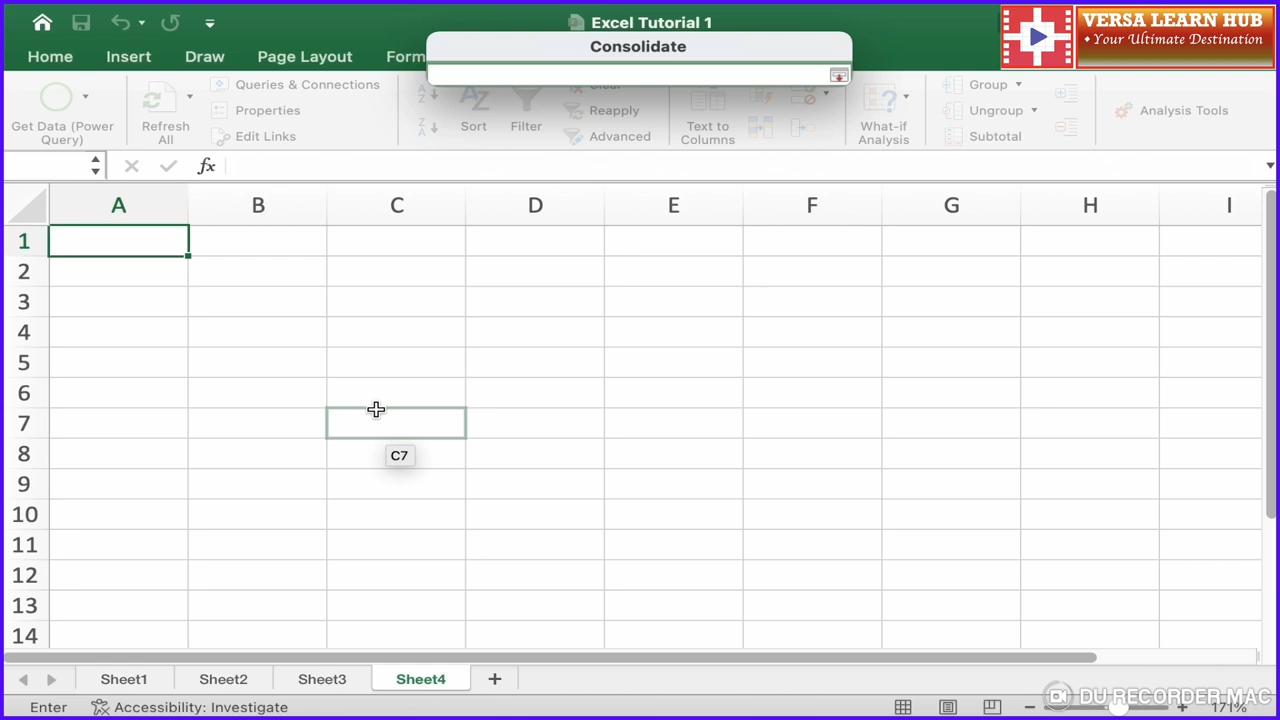 Excel Tutorial 1
VERSA LEARN HUB
• Your Ultimate Destination
Home
Insert
Draw
Page Layout
Form
Consolidate
Get Data (Power Query)
Refresh All
Queries & Connections
Properties
Edit Links
Sort
Filter
Clear
Reapply
Advanced
Text to Columns
What-if Analysis
Group
Ungroup
Subtotal
Analysis Tools
fx
A B C D E F G H I
1
2
3
4
5
6
7
C7
8
9
10
11
12
13
14
Sheet1
Sheet2
Sheet3
Sheet4
Enter
Accessibility: Investigate
DU RECORDER MAC
171%